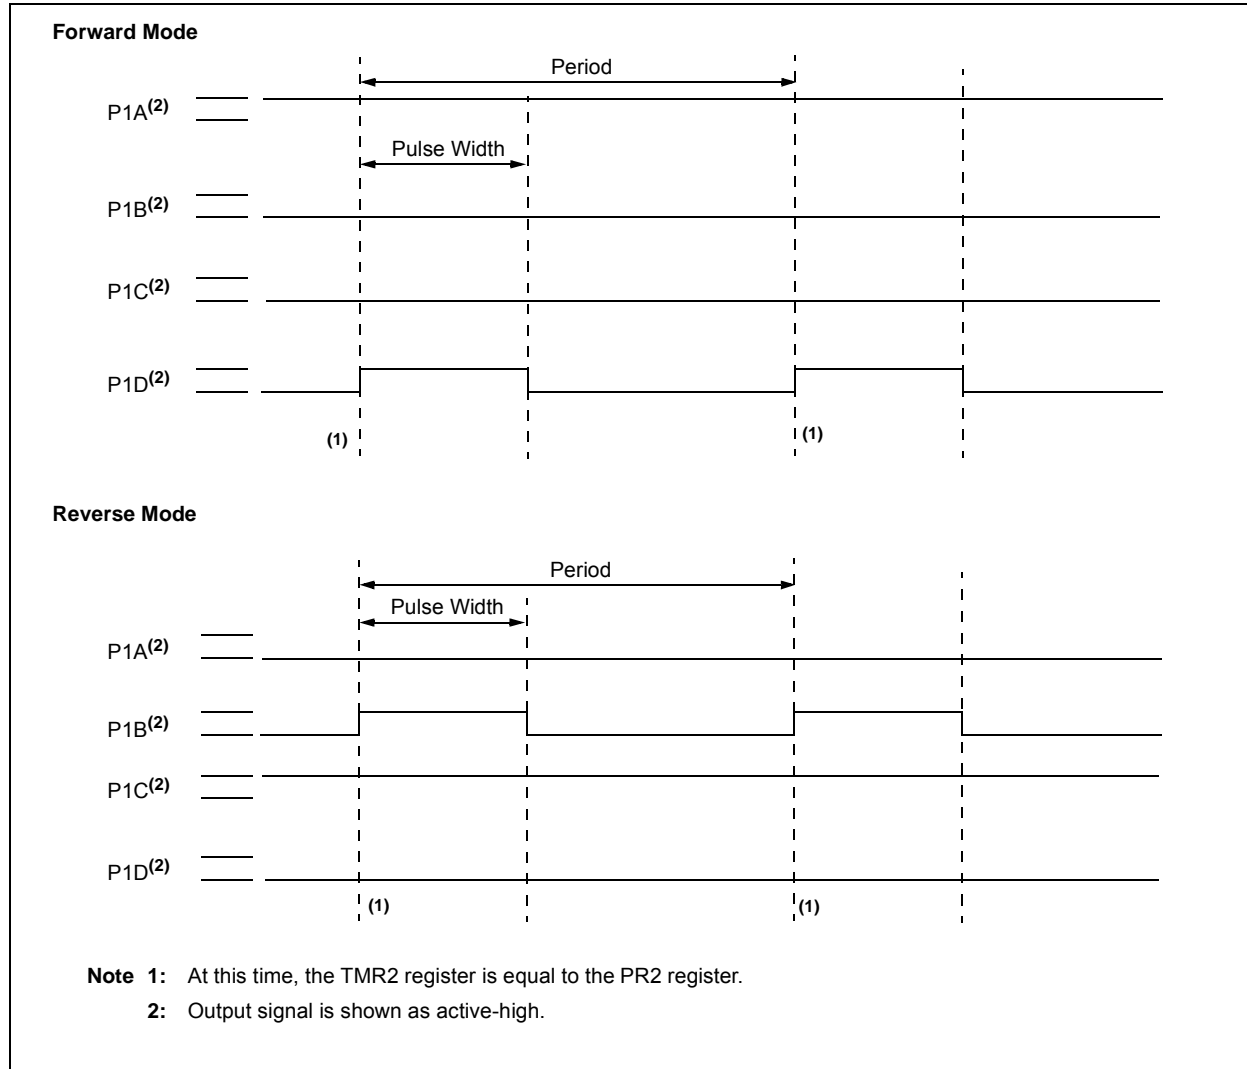 Forward Mode
Period
P1A(2)
Pulse Width
P1B(2)
P1C(2)
P1D(2)
(1) (1)
Reverse Mode
Period
Pulse Width
P1A(2)
P1B(2)
P1C(2)
P1D(2)
(1) (1)
Note 1: At this time, the TMR2 register is equal to the PR2 register.
2: Output signal is shown as active-high.